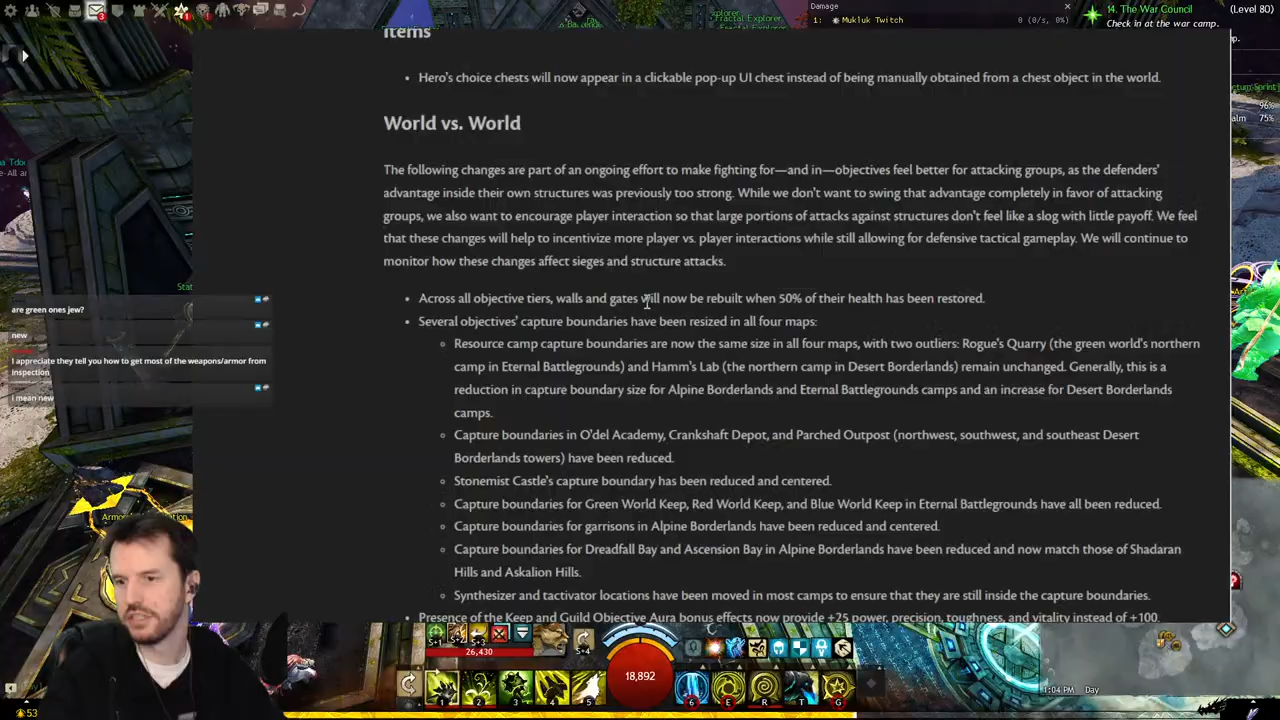 Damage
1: Mukluk Twitch 0 (0/s, 0%)
14. The War Council
(Level 80)
Check in at the war camp.
Fractal Explorer
Items
• Hero's choice chests will now appear in a clickable pop-up UI chest instead of being manually obtained from a chest object in the world.
World vs. World
The following changes are part of an ongoing effort to make fighting for—and in—objectives feel better for attacking groups, as the defenders'
advantage inside their own structures was previously too strong. While we don't want to swing that advantage completely in favor of attacking
groups, we also want to encourage player interaction so that large portions of attacks against structures don't feel like a slog with little payoff. We feel
that these changes will help to incentivize more player vs. player interactions while still allowing for defensive tactical gameplay. We will continue to
monitor how these changes affect sieges and structure attacks.
• Across all objective tiers, walls and gates will now be rebuilt when 50% of their health has been restored.
• Several objectives' capture boundaries have been resized in all four maps:
Resource camp capture boundaries are now the same size in all four maps, with two outliers: Rogue's Quarry (the green world's northern
camp in Eternal Battlegrounds) and Hamm's Lab (the northern camp in Desert Borderlands) remain unchanged. Generally, this is a
reduction in capture boundary size for Alpine Borderlands and Eternal Battlegrounds camps and an increase for Desert Borderlands
camps.
Capture boundaries in O'del Academy, Crankshaft Depot, and Parched Outpost (northwest, southwest, and southeast Desert
Borderlands towers) have been reduced.
Stonemist Castle's capture boundary has been reduced and centered.
Capture boundaries for Green World Keep, Red World Keep, and Blue World Keep in Eternal Battlegrounds have all been reduced.
Capture boundaries for garrisons in Alpine Borderlands have been reduced and centered.
Capture boundaries for Dreadfall Bay and Ascension Bay in Alpine Borderlands have been reduced and now match those of Shadaran
Hills and Askalion Hills.
Synthesizer and tactivator locations have been moved in most camps to ensure that they are still inside the capture boundaries.
• Presence of the Keep and Guild Objective Aura bonus effects now provide +25 power, precision, toughness, and vitality instead of +100.
are green ones jew?
new
I appreciate they tell you how to get most of the weapons/armor from
inspection
i mean new
96%
75%
S+1 S+2 S+3 S+4
26,430
18,892
1 2 3 4 5 6 E R T G
1:04 PM Day
53